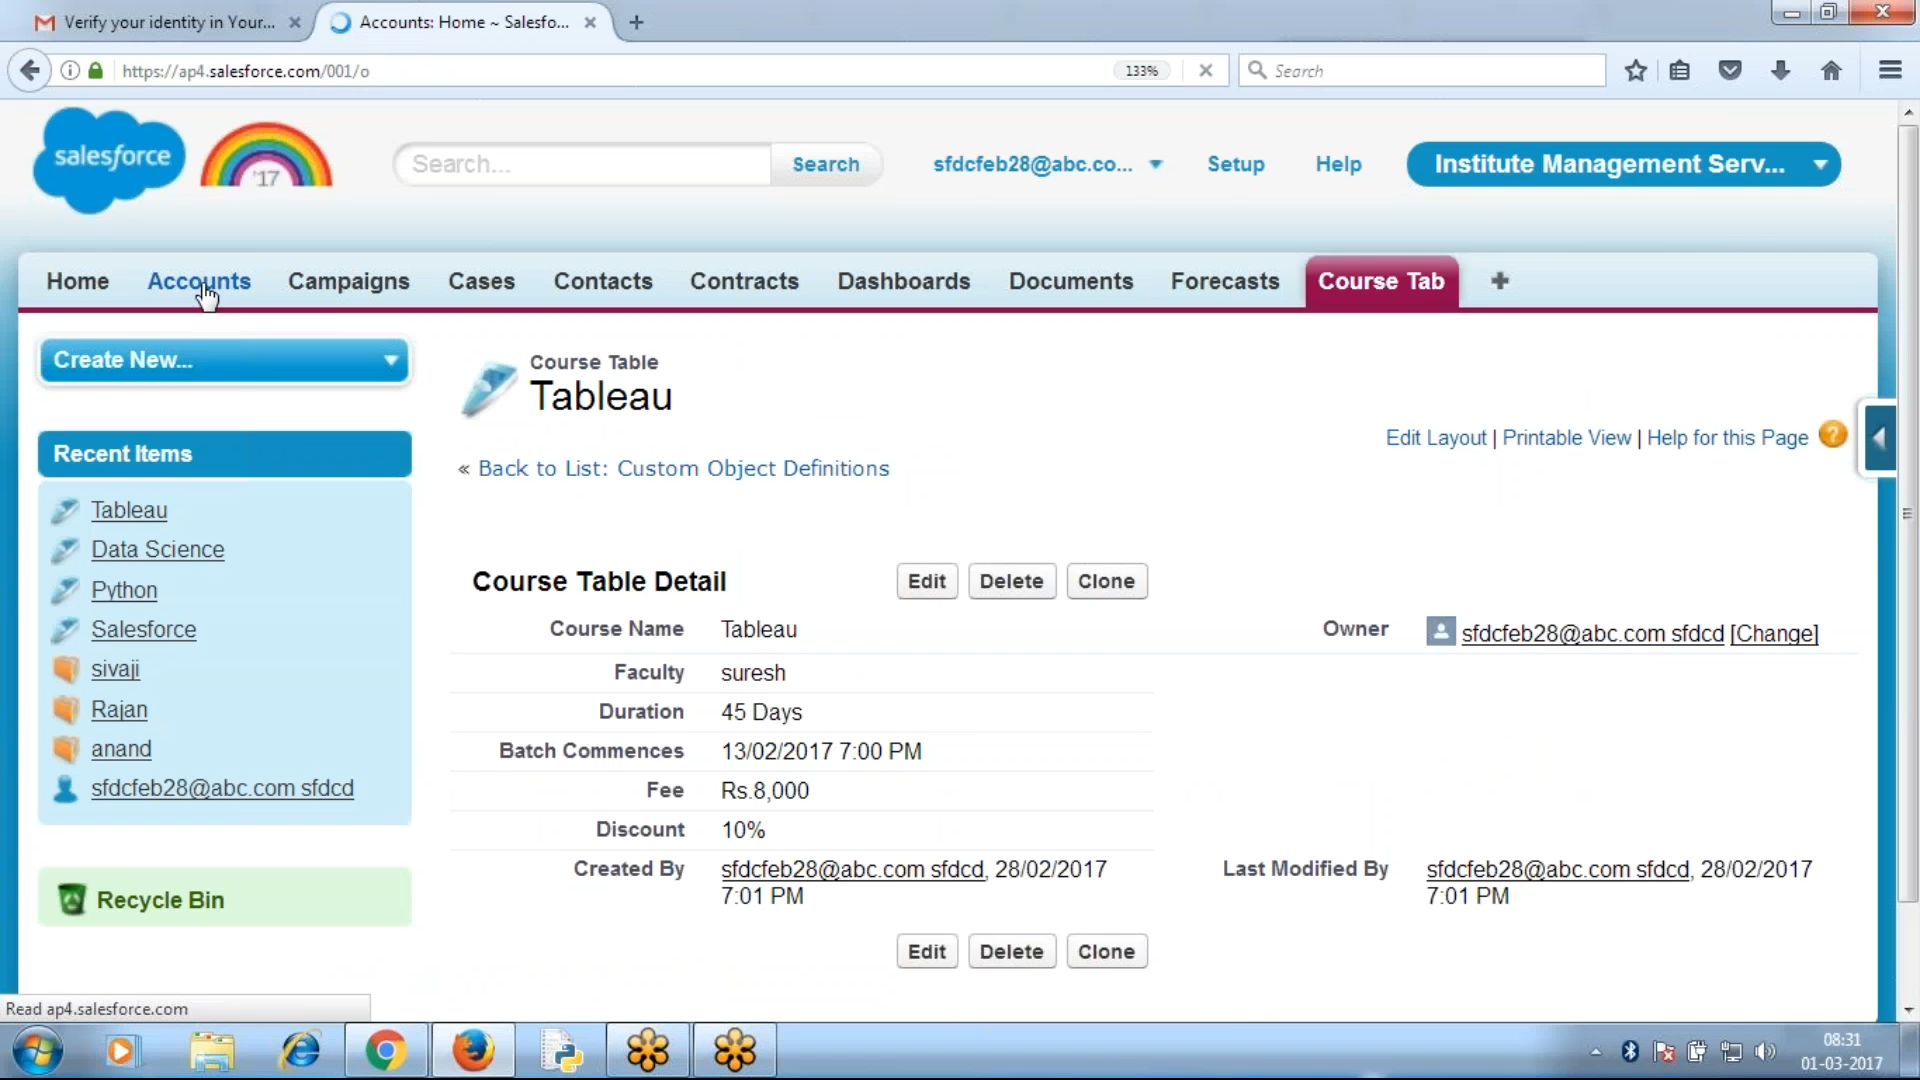 Verify your identity in Your...
Accounts: Home ~ Salesfo...
https://ap4.salesforce.com/001/o
133%
Search
salesforce
'17
Search...
Search
sfdcfeb28@abc.co...
Setup
Help
Institute Management Serv...
Home
Accounts
Campaigns
Cases
Contacts
Contracts
Dashboards
Documents
Forecasts
Course Tab
Create New...
Course Table
Tableau
Edit Layout | Printable View | Help for this Page
« Back to List: Custom Object Definitions
Recent Items
Tableau
Data Science
Python
Salesforce
sivaji
Rajan
anand
sfdcfeb28@abc.com sfdcd
Recycle Bin
Course Table Detail
Edit
Delete
Clone
Course Name Tableau
Owner sfdcfeb28@abc.com sfdcd [Change]
Faculty suresh
Duration 45 Days
Batch Commences 13/02/2017 7:00 PM
Fee Rs.8,000
Discount 10%
Created By sfdcfeb28@abc.com sfdcd, 28/02/2017
7:01 PM
Last Modified By sfdcfeb28@abc.com sfdcd, 28/02/2017
7:01 PM
Edit
Delete
Clone
Read ap4.salesforce.com
08:31
01-03-2017